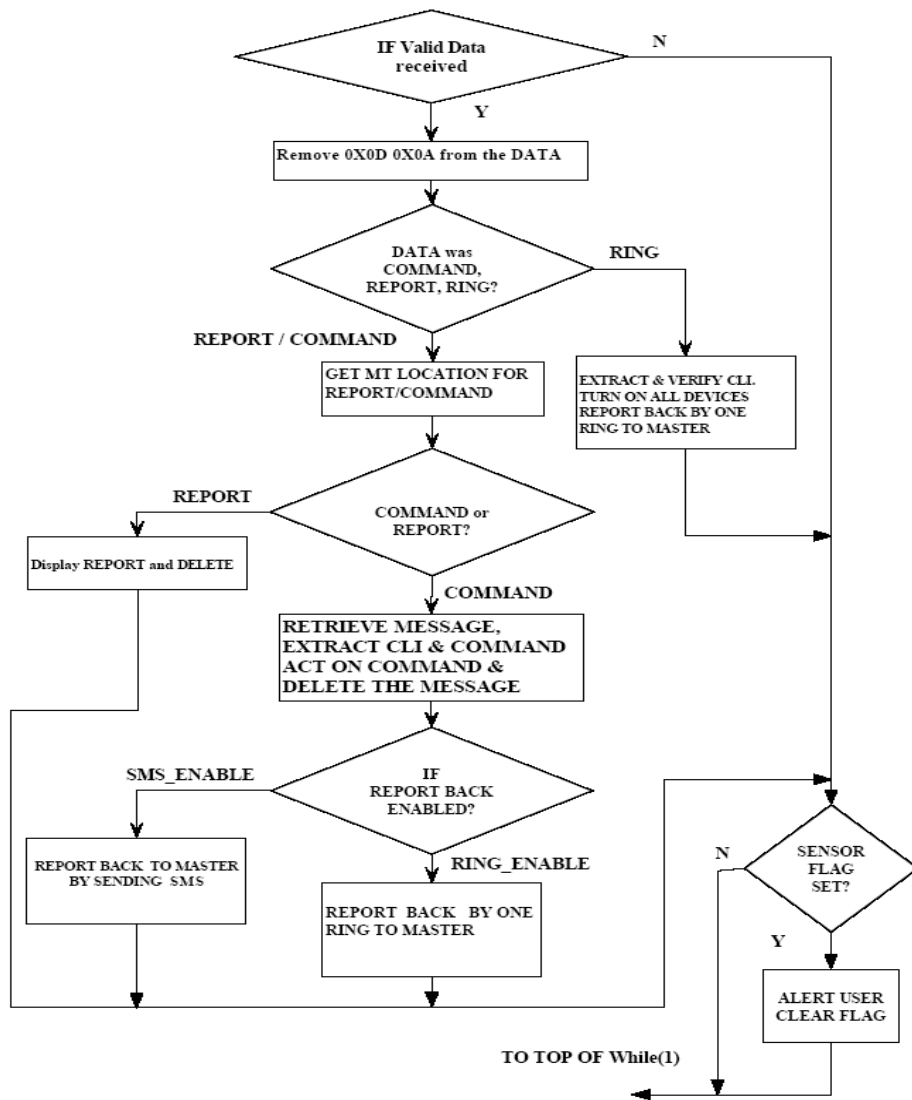 IF Valid Data
received
N
Y
Remove 0X0D 0X0A from the DATA
DATA was
COMMAND,
REPORT, RING?
RING
REPORT / COMMAND
GET MT LOCATION FOR
REPORT/COMMAND
EXTRACT & VERIFY CLI.
TURN ON ALL DEVICES
REPORT BACK BY ONE
RING TO MASTER
REPORT
COMMAND or
REPORT?
Display REPORT and DELETE
COMMAND
RETRIEVE MESSAGE,
EXTRACT CLI & COMMAND
ACT ON COMMAND &
DELETE THE MESSAGE
SMS_ENABLE
IF
REPORT BACK
ENABLED?
REPORT BACK TO MASTER
BY SENDING SMS
RING_ENABLE
REPORT BACK BY ONE
RING TO MASTER
N
SENSOR
FLAG
SET?
Y
ALERT USER
CLEAR FLAG
TO TOP OF While(1)